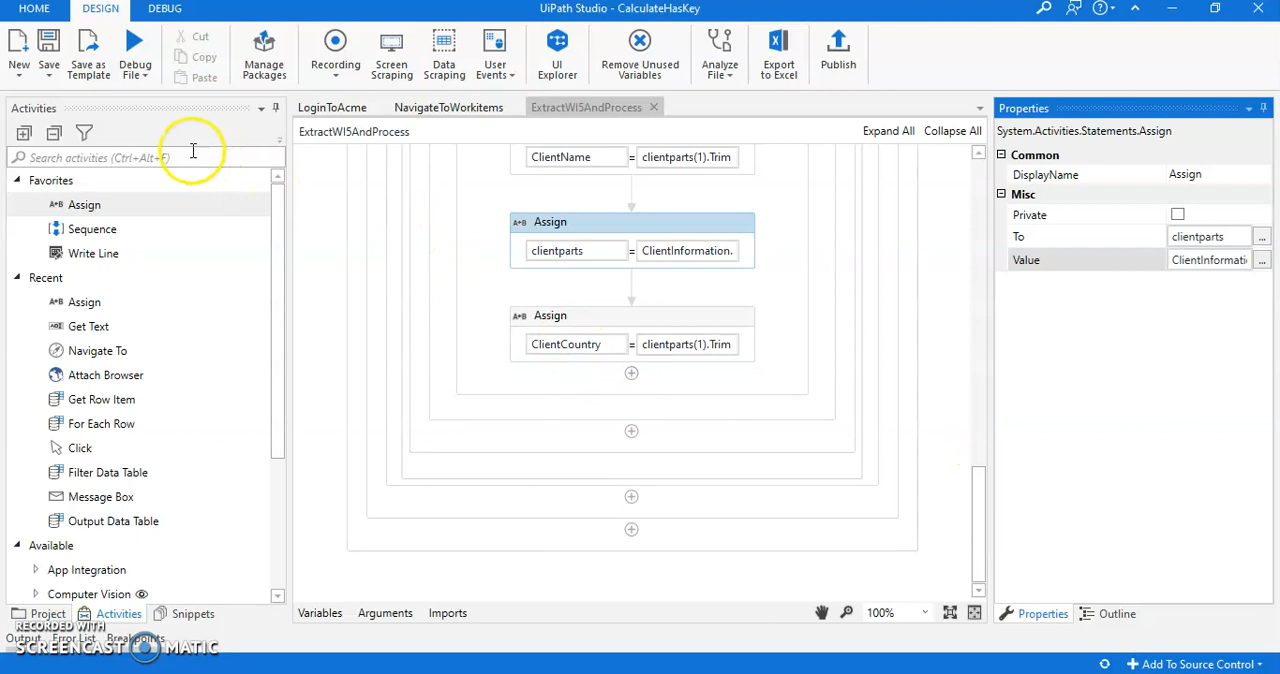 HOME DESIGN DEBUG UiPath Studio - CalculateHasKey
New Save Save as Template Debug File Cut Copy Paste Manage Packages Recording Screen Scraping Data Scraping User Events UI Explorer Remove Unused Variables Analyze File Export to Excel Publish
Activities LoginToAcme NavigateToWorkitems ExtractWI5AndProcess Properties
ExtractWI5AndProcess Expand All Collapse All System.Activities.Statements.Assign
Search activities (Ctrl+Alt+F) ClientName = clientparts(1).Trim Common
Favorites DisplayName Assign
Assign Misc
Sequence Assign Private
Write Line clientparts = ClientInformation. To clientparts ...
Recent Value ClientInformati ...
Assign Assign
Get Text ClientCountry = clientparts(1).Trim
Navigate To
Attach Browser
Get Row Item
For Each Row
Click
Filter Data Table
Message Box
Output Data Table
Available
App Integration
Computer Vision
Project Activities Snippets Variables Arguments Imports 100% Properties Outline
Output Error List Breakpoints
RECORDED WITH
SCREENCAST MATIC
Add To Source Control